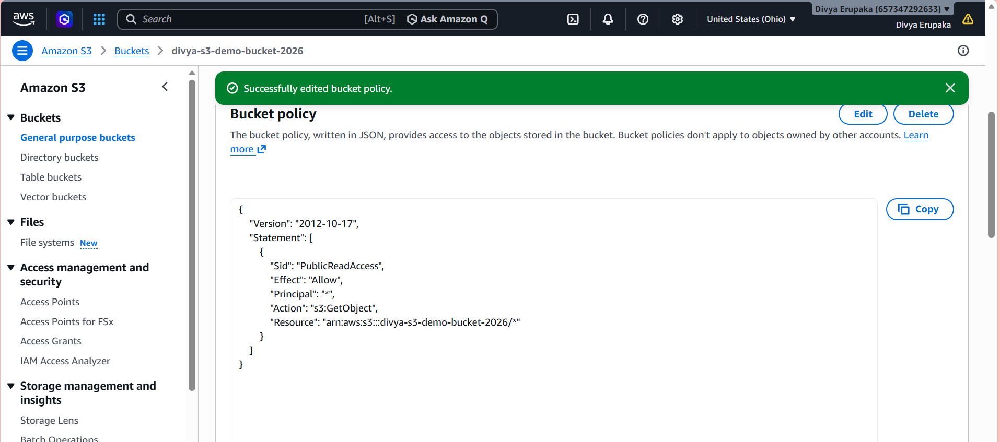 aws
Search [Alt+S] Ask Amazon Q
United States (Ohio)
Divya Erupaka (657347292633)
Divya Erupaka
Amazon S3 Buckets divya-s3-demo-bucket-2026
Amazon S3
Buckets
General purpose buckets
Directory buckets
Table buckets
Vector buckets
Files
File systems New
Access management and
security
Access Points
Access Points for FSx
Access Grants
IAM Access Analyzer
Storage management and
insights
Storage Lens
Batch Operations
Successfully edited bucket policy.
Bucket policy
Edit
Delete
The bucket policy, written in JSON, provides access to the objects stored in the bucket. Bucket policies don't apply to objects owned by other accounts. Learn
more
Copy
{
"Version": "2012-10-17",
"Statement": [
{
"Sid": "PublicReadAccess",
"Effect": "Allow",
"Principal": "*",
"Action": "s3:GetObject",
"Resource": "arn:aws:s3:::divya-s3-demo-bucket-2026/*"
}
]
}